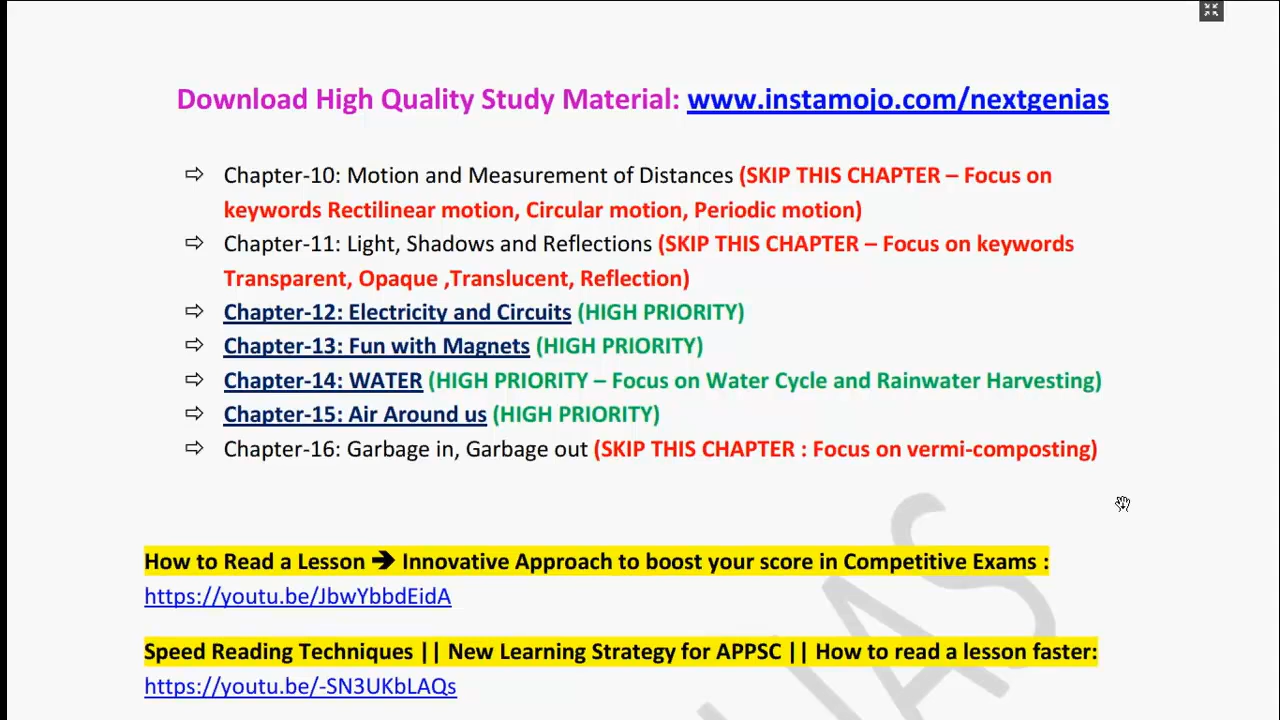 Download High Quality Study Material: www.instamojo.com/nextgenias
⇨ Chapter-10: Motion and Measurement of Distances (SKIP THIS CHAPTER – Focus on
keywords Rectilinear motion, Circular motion, Periodic motion)
⇨ Chapter-11: Light, Shadows and Reflections (SKIP THIS CHAPTER – Focus on keywords
Transparent, Opaque ,Translucent, Reflection)
⇨ Chapter-12: Electricity and Circuits (HIGH PRIORITY)
⇨ Chapter-13: Fun with Magnets (HIGH PRIORITY)
⇨ Chapter-14: WATER (HIGH PRIORITY – Focus on Water Cycle and Rainwater Harvesting)
⇨ Chapter-15: Air Around us (HIGH PRIORITY)
⇨ Chapter-16: Garbage in, Garbage out (SKIP THIS CHAPTER : Focus on vermi-composting)
How to Read a Lesson ➔ Innovative Approach to boost your score in Competitive Exams :
https://youtu.be/JbwYbbdEidA
Speed Reading Techniques || New Learning Strategy for APPSC || How to read a lesson faster:
https://youtu.be/-SN3UKbLAQs
IAS